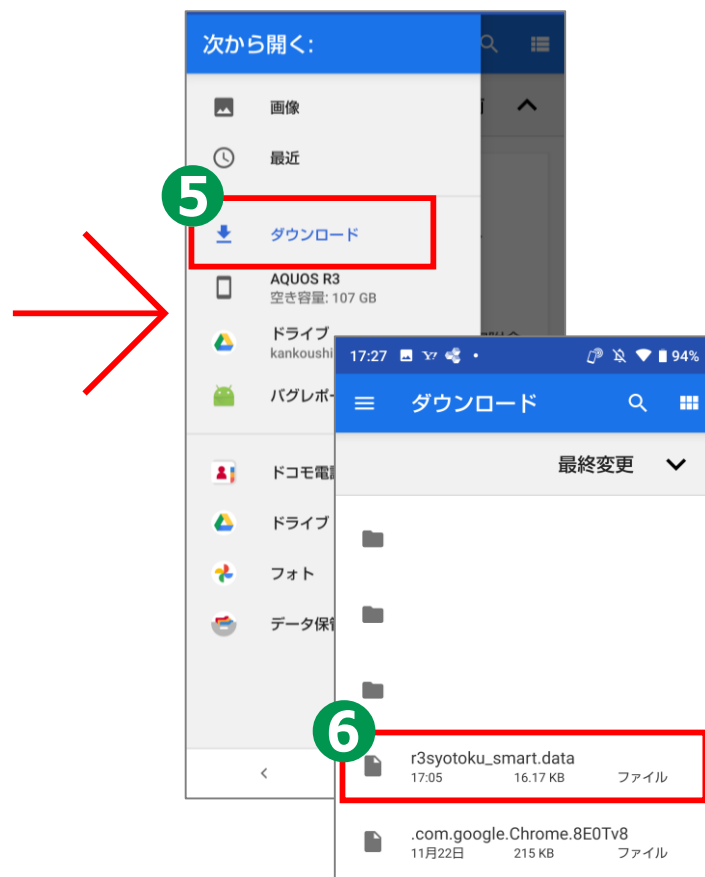 次から開く:
画像
最近
5
ダウンロード
AQUOS R3
空き容量: 107 GB
ドライブ
kankoushi
バグレポー
ドコモ電話
ドライブ
フォト
データ保管
17:27 94%
ダウンロード
最終変更
6
r3syotoku_smart.data
17:05 16.17 KB ファイル
.com.google.Chrome.8E0Tv8
11月22日 215 KB ファイル